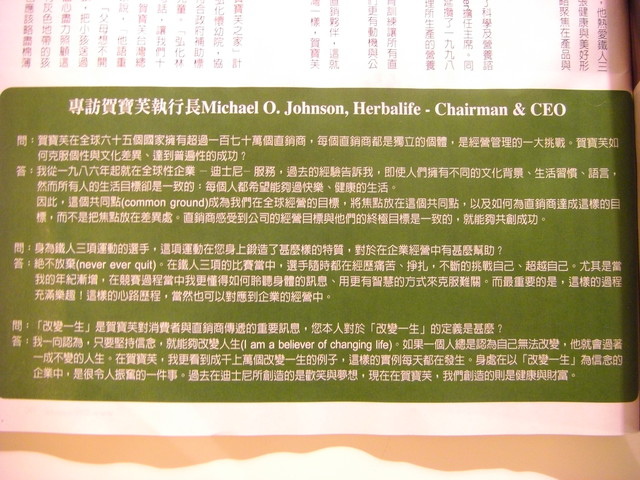 專訪賀寶芙執行長Michael O. Johnson, Herbalife - Chairman & CEO
問：賀寶芙在全球六十五個國家擁有超過一百七十萬個直銷商，每個直銷商都是獨立的個體，是經營管理的一大挑戰。賀寶芙如
何克服個性與文化差異、達到普遍性的成功？
答：我從一九八六年起就在全球性企業 － 迪士尼－ 服務，過去的經驗告訴我，即使人們擁有不同的文化背景、生活習慣、語言，
然而所有人的生活目標卻是一致的：每個人都希望能夠過快樂、健康的生活。
因此，這個共同點(common ground)成為我們在全球經營的目標，將焦點放在這個共同點，以及如何為直銷商達成這樣的目
標，而不是把焦點放在差異處。直銷商感受到公司的經營目標與他們的終極目標是一致的，就能夠共創成功。
問：身為鐵人三項運動的選手，這項運動在您身上鍛造了甚麼樣的特質，對於在企業經營中有甚麼幫助？
答：絕不放棄(never ever quit)。在鐵人三項的比賽當中，選手隨時都在經歷痛苦、掙扎，不斷的挑戰自己、超越自己。尤其是當
我的年紀漸增，在競賽過程當中我更懂得如何聆聽身體的訊息、用更有智慧的方式來克服難關。而最重要的是，這樣的過程
充滿樂趣！這樣的心路歷程，當然也可以對應到企業的經營中。
問：「改變一生」是賀寶芙對消費者與直銷商傳遞的重要訊息，您本人對於「改變一生」的定義是甚麼？
答：我一向認為，只要堅持信念，就能夠改變人生(I am a believer of changing life)。如果一個人總是認為自己無法改變，他就會過著
一成不變的人生。在賀寶芙，我更看到成千上萬個改變一生的例子，這樣的實例每天都在發生。身處在以「改變一生」為信念的
企業中，是很令人振奮的一件事。過去在迪士尼所創造的是歡笑與夢想，現在在賀寶芙，我們創造的則是健康與財富。